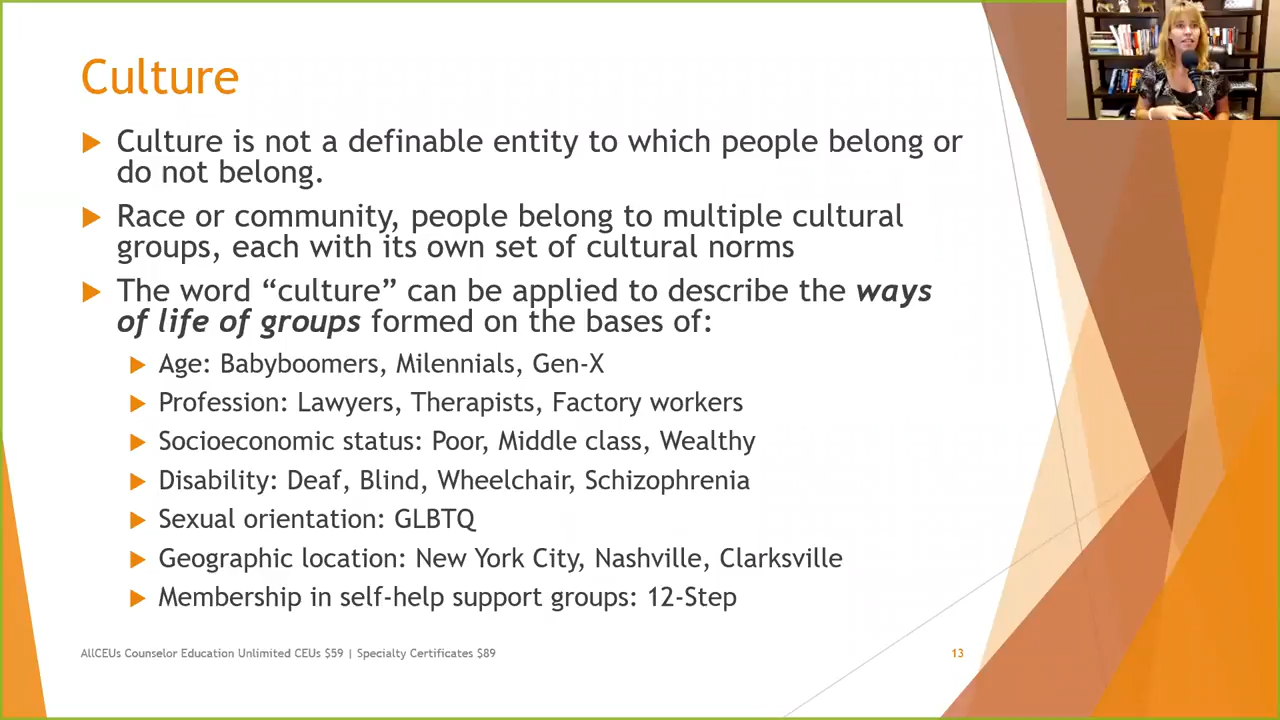 Culture
Culture is not a definable entity to which people belong or
do not belong.
Race or community, people belong to multiple cultural
groups, each with its own set of cultural norms
The word “culture” can be applied to describe the ways
of life of groups formed on the bases of:
Age: Babyboomers, Milennials, Gen-X
Profession: Lawyers, Therapists, Factory workers
Socioeconomic status: Poor, Middle class, Wealthy
Disability: Deaf, Blind, Wheelchair, Schizophrenia
Sexual orientation: GLBTQ
Geographic location: New York City, Nashville, Clarksville
Membership in self-help support groups: 12-Step
AllCEUs Counselor Education Unlimited CEUs $59 | Specialty Certificates $89
13